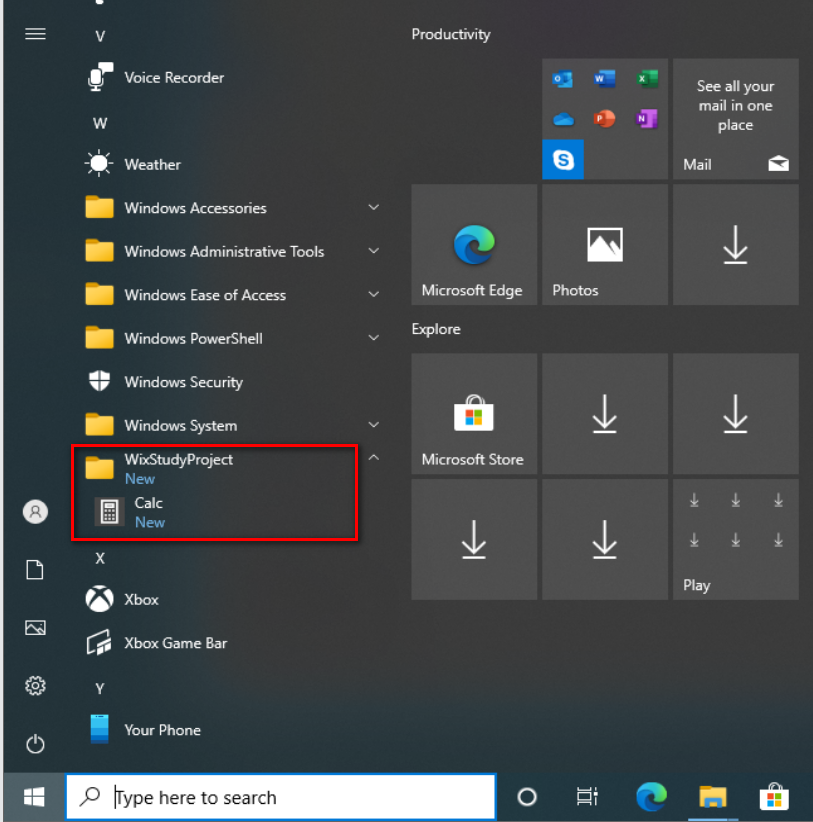 V
Voice Recorder
W
Weather
Windows Accessories
Windows Administrative Tools
Windows Ease of Access
Windows PowerShell
Windows Security
Windows System
WixStudyProject
New
Calc
New
X
Xbox
Xbox Game Bar
Y
Your Phone
Productivity
See all your
mail in one
place
Mail
Microsoft Edge
Photos
Explore
Microsoft Store
Play
Type here to search